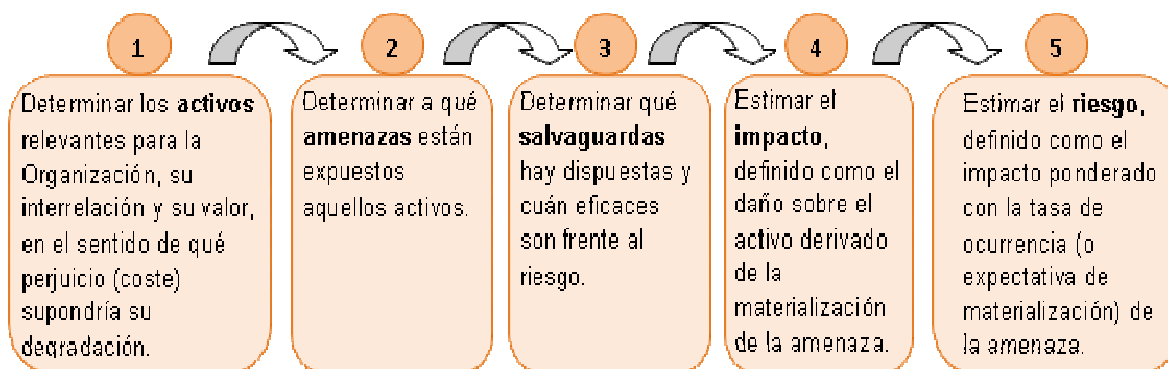 1
Determinar los activos
relevantes para la
Organización, su
interrelación y su valor,
en el sentido de qué
perjuicio (coste)
supondría su
degradación.
2
Determinar a qué
amenazas están
expuestos
aquellos activos.
3
Determinar qué
salvaguardas
hay dispuestas y
cuán eficaces
son frente al
riesgo.
4
Estimar el
impacto,
definido como el
daño sobre el
activo derivado
de la
materialización
de la amenaza.
5
Estimar el riesgo,
definido como el
impacto ponderado
con la tasa de
ocurrencia (o
expectativa de
materialización) de
la amenaza.